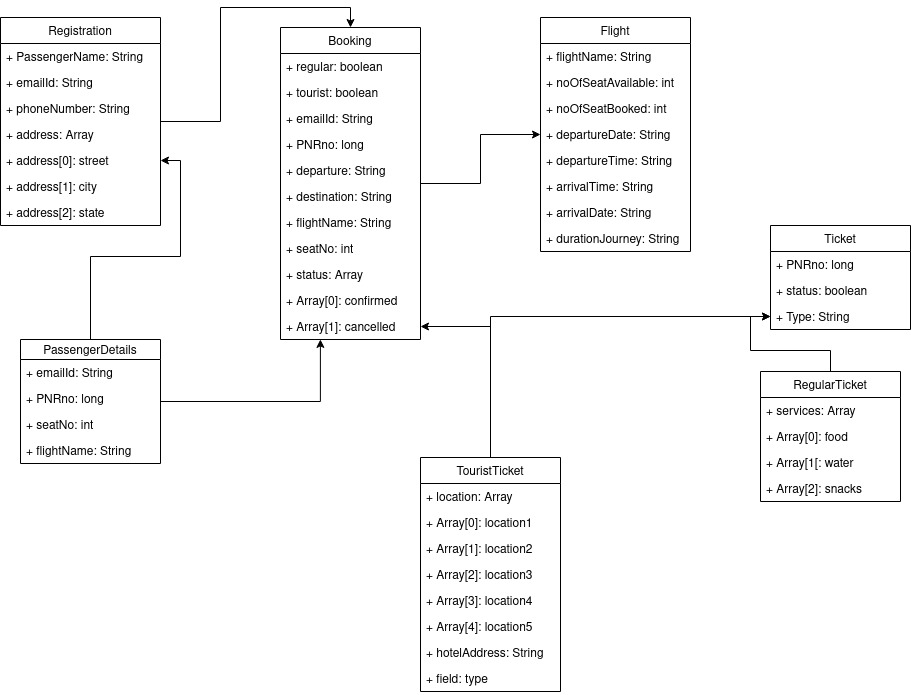 Registration
+ PassengerName: String
+ emailId: String
+ phoneNumber: String
+ address: Array
+ address[0]: street
+ address[1]: city
+ address[2]: state
Booking
+ regular: boolean
+ tourist: boolean
+ emailId: String
+ PNRno: long
+ departure: String
+ destination: String
+ flightName: String
+ seatNo: int
+ status: Array
+ Array[0]: confirmed
+ Array[1]: cancelled
Flight
+ flightName: String
+ noOfSeatAvailable: int
+ noOfSeatBooked: int
+ departureDate: String
+ departureTime: String
+ arrivalTime: String
+ arrivalDate: String
+ durationJourney: String
Ticket
+ PNRno: long
+ status: boolean
+ Type: String
PassengerDetails
+ emailId: String
+ PNRno: long
+ seatNo: int
+ flightName: String
RegularTicket
+ services: Array
+ Array[0]: food
+ Array[1[: water
+ Array[2]: snacks
TouristTicket
+ location: Array
+ Array[0]: location1
+ Array[1]: location2
+ Array[2]: location3
+ Array[3]: location4
+ Array[4]: location5
+ hotelAddress: String
+ field: type